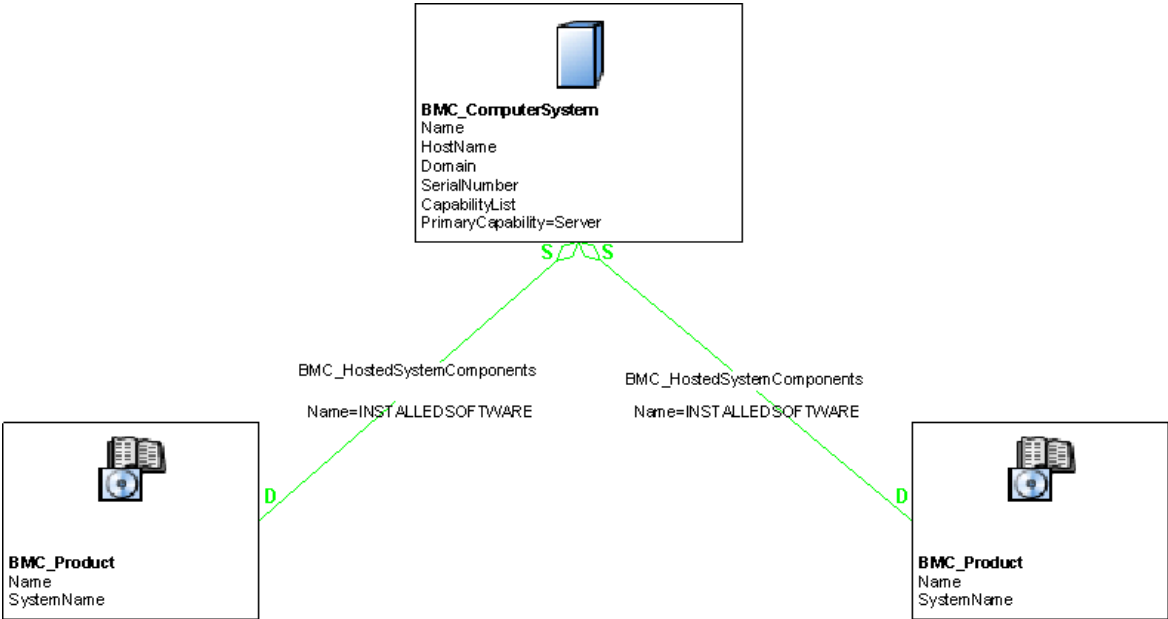 BMC_ComputerSystem
Name
HostName
Domain
SerialNumber
CapabilityList
PrimaryCapability=Server
S S
BMC_HostedSystemComponents
Name=INSTALLEDSOFTWARE
BMC_HostedSystemComponents
Name=INSTALLEDSOFTWARE
D
D
BMC_Product
Name
SystemName
BMC_Product
Name
SystemName